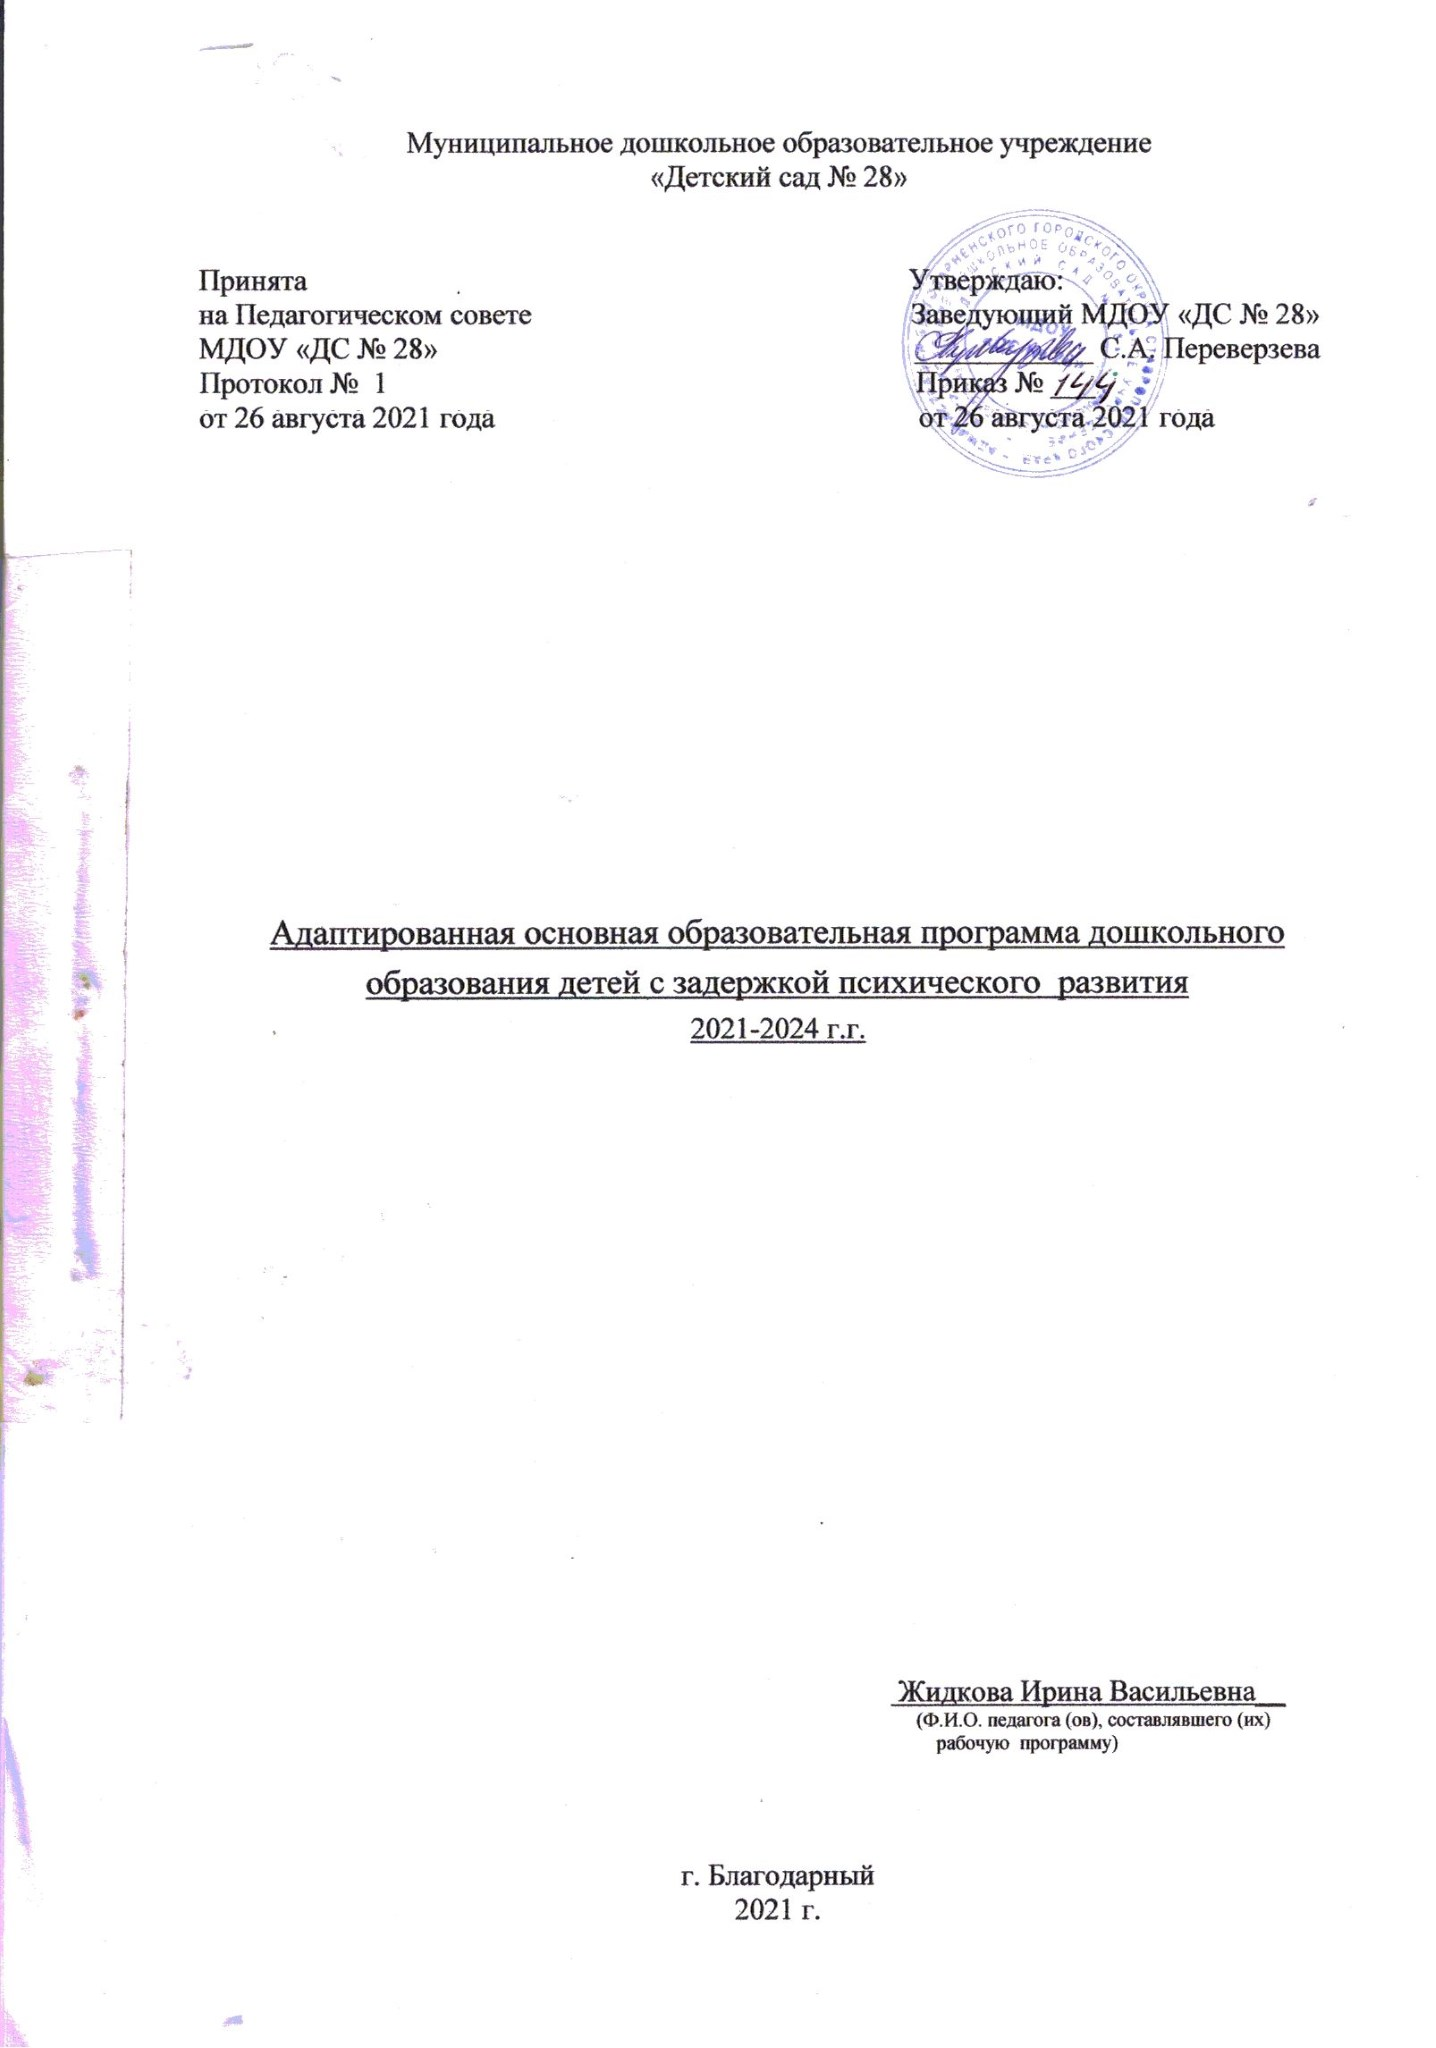 Муниципальное дошкольное образовательное учреждение
«Детский сад № 28»
Принята
на Педагогическом совете
МДОУ «ДС № 28»
Протокол № 1
от 26 августа 2021 года
Утверждаю:
Заведующий МДОУ «ДС № 28»
С.А. Переверзева
Приказ № 144
от 26 августа 2021 года
Адаптированная основная образовательная программа дошкольного
образования детей с задержкой психического развития
2021-2024 г.г.
Жидкова Ирина Васильевна
(Ф.И.О. педагога (ов), составлявшего (их)
рабочую программу)
г. Благодарный
2021 г.